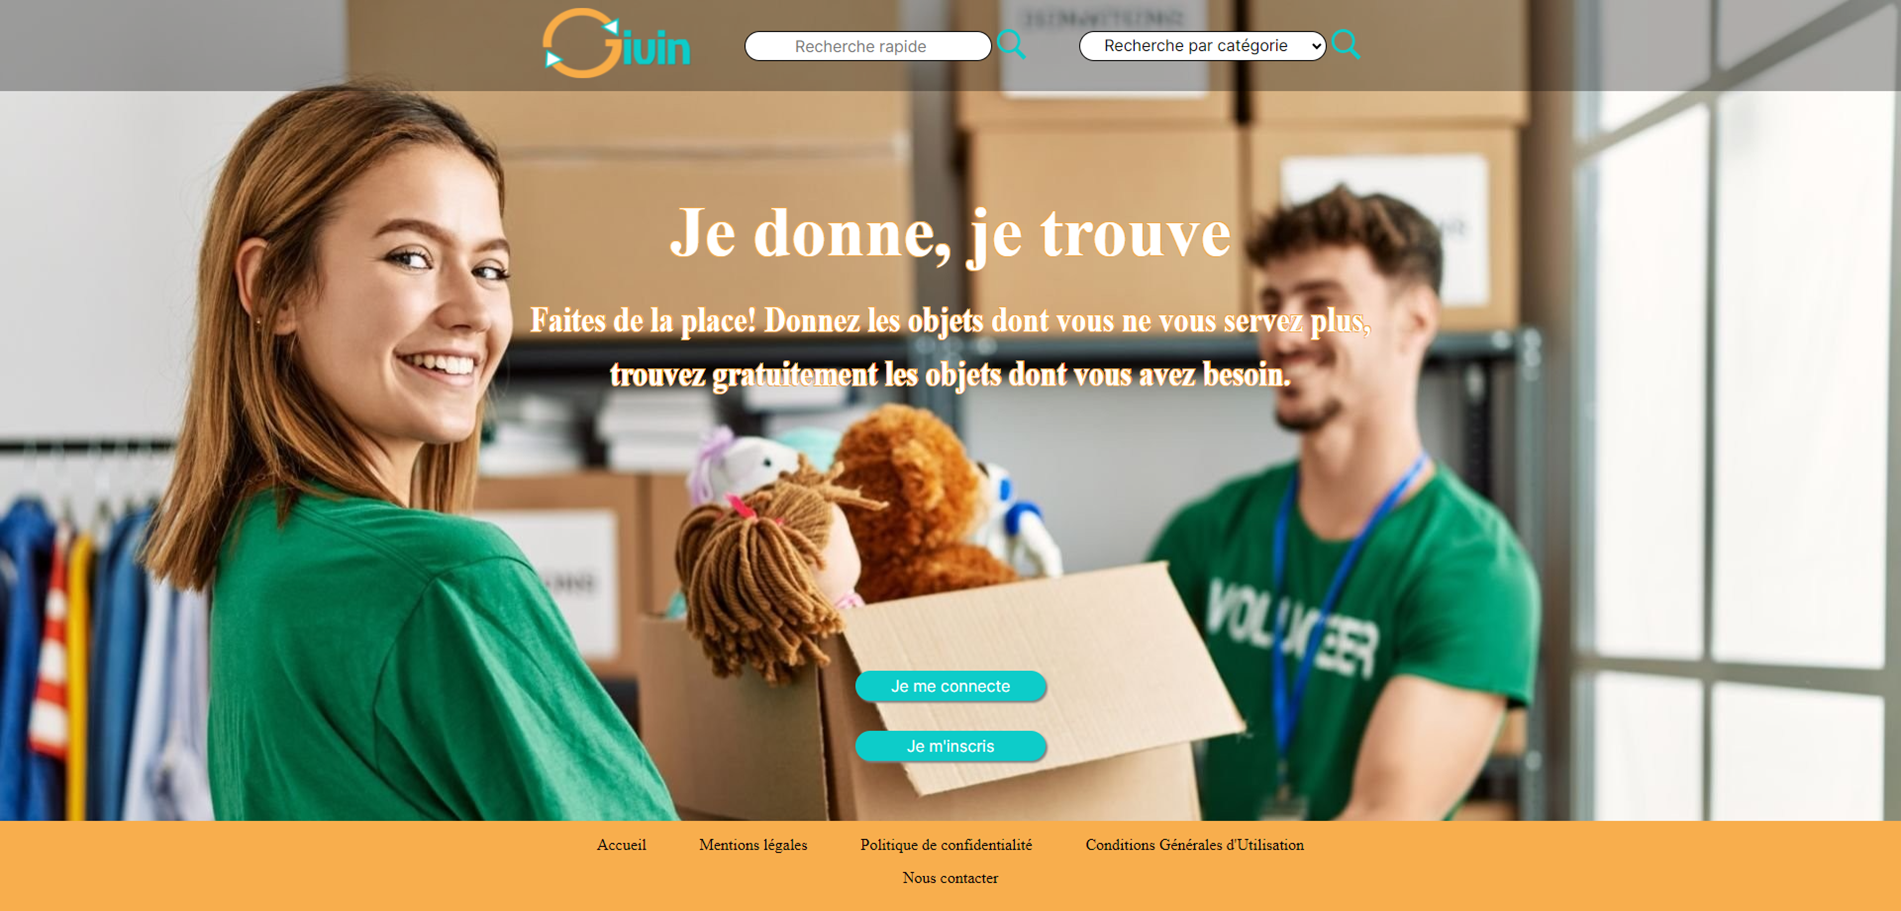 Giuin
Recherche rapide
Recherche par catégorie
DONATIONS
Je donne, je trouve
Faites de la place! Donnez les objets dont vous ne vous servez plus,
trouvez gratuitement les objets dont vous avez besoin.
Je me connecte
Je m'inscris
Accueil Mentions légales Politique de confidentialité Conditions Générales d'Utilisation
Nous contacter